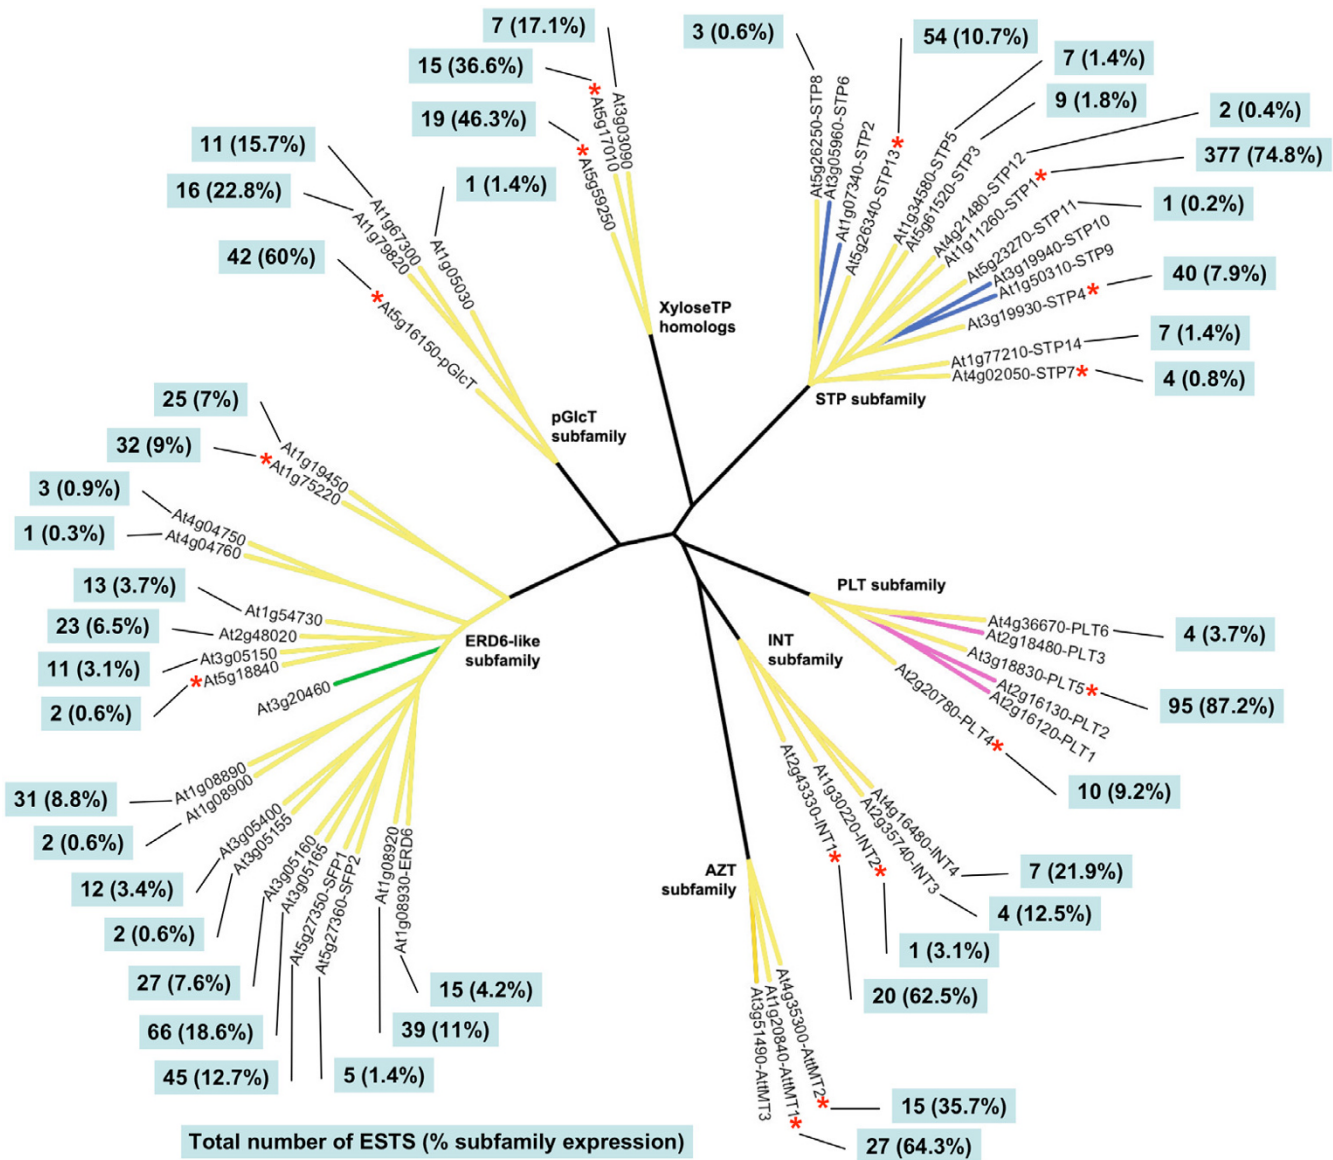 7 (17.1%)
15 (36.6%)
19 (46.3%)
At3g03090
*At5g17010
*At5g59250
XyloseTP
homologs
11 (15.7%)
16 (22.8%)
42 (60%)
1 (1.4%)
At1g67300
At1g79820
At1g05030
*At5g16150-pGlcT
pGlcT
subfamily
3 (0.6%)
54 (10.7%)
7 (1.4%)
9 (1.8%)
2 (0.4%)
377 (74.8%)
1 (0.2%)
40 (7.9%)
7 (1.4%)
4 (0.8%)
At5g26250-STP8
At3g05960-STP6
At1g07340-STP2
At5g26340-STP13*
At1g34580-STP5
At5g61520-STP3
At4g21480-STP12
At1g11260-STP1*
At5g23270-STP11
At3g19940-STP10
At1g50310-STP9
At3g19930-STP4*
At1g77210-STP14
At4g02050-STP7*
STP subfamily
25 (7%)
32 (9%)
3 (0.9%)
1 (0.3%)
13 (3.7%)
23 (6.5%)
11 (3.1%)
2 (0.6%)
At1g19450
*At1g75220
At4g04750
At4g04760
At1g54730
At2g48020
At3g05150
*At5g18840
At3g20460
ERD6-like
subfamily
31 (8.8%)
2 (0.6%)
12 (3.4%)
2 (0.6%)
27 (7.6%)
66 (18.6%)
45 (12.7%)
5 (1.4%)
39 (11%)
15 (4.2%)
At1g08890
At1g08900
At3g05400
At3g05155
At3g05160
At3g05165
At5g27350-SFP1
At5g27360-SFP2
At1g08920
At1g08930-ERD6
PLT subfamily
At4g36670-PLT6
At2g18480-PLT3
At3g18830-PLT5*
At2g16130-PLT2
At2g16120-PLT1
At2g20780-PLT4*
4 (3.7%)
95 (87.2%)
10 (9.2%)
INT
subfamily
At2g43330-INT1*
At1g30220-INT2*
At4g16480-INT4
At2g35740-INT3
7 (21.9%)
4 (12.5%)
1 (3.1%)
20 (62.5%)
AZT
subfamily
At4g35300-AttMT2*
At1g20840-AttMT1*
At3g51490-AttMT3
15 (35.7%)
27 (64.3%)
Total number of ESTS (% subfamily expression)